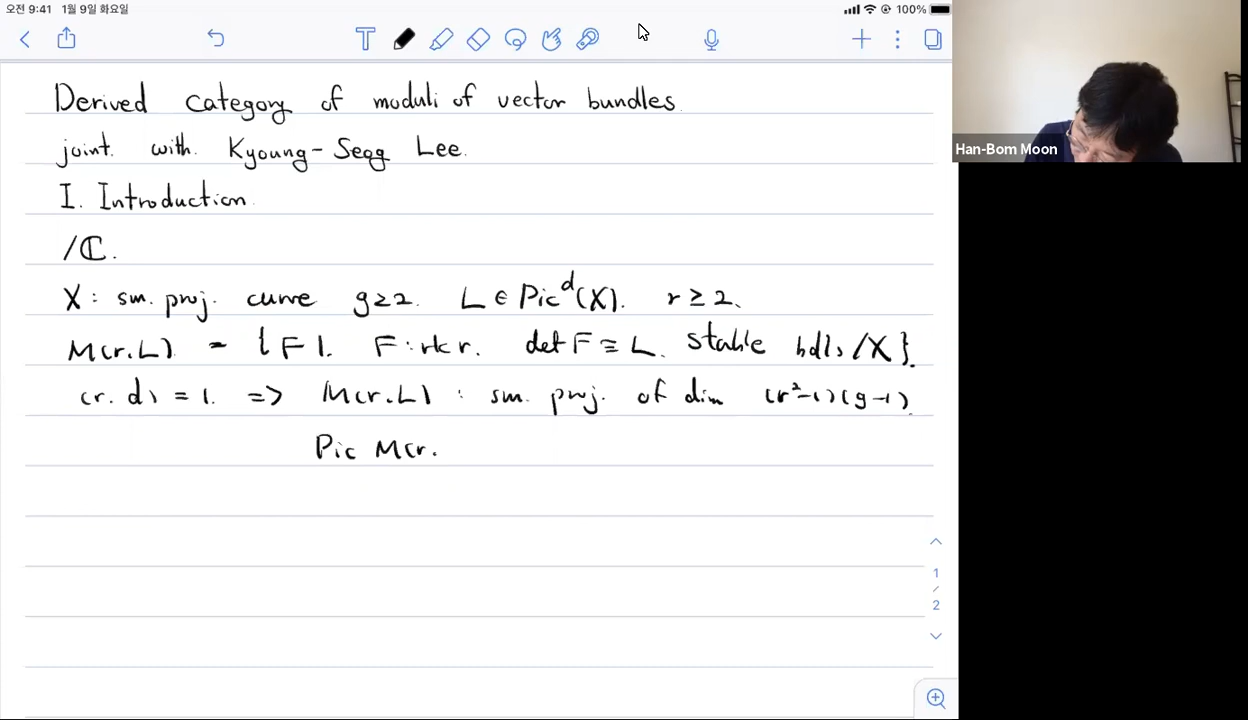 오전 9:41 1월 9일 화요일
100%
Derived category of moduli of vector bundles.
joint. with. Kyoung-Seog Lee.
I. Introduction.
/ℂ.
X : sm. proj. curve g≥2. L ∈ Pic^d(X). r ≥ 2.
M(r.L) = {F |. F : rk r. det F ≅ L. stable bdls /X}.
(r. d) = 1. => M(r.L) : sm. proj. of dim (r²-1)(g-1).
Pic M(r.
Han-Bom Moon
1
/
2